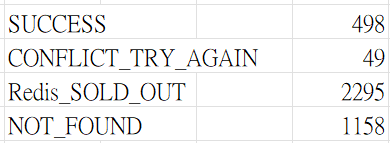 SUCCESS 498
CONFLICT_TRY_AGAIN 49
Redis_SOLD_OUT 2295
NOT_FOUND 1158